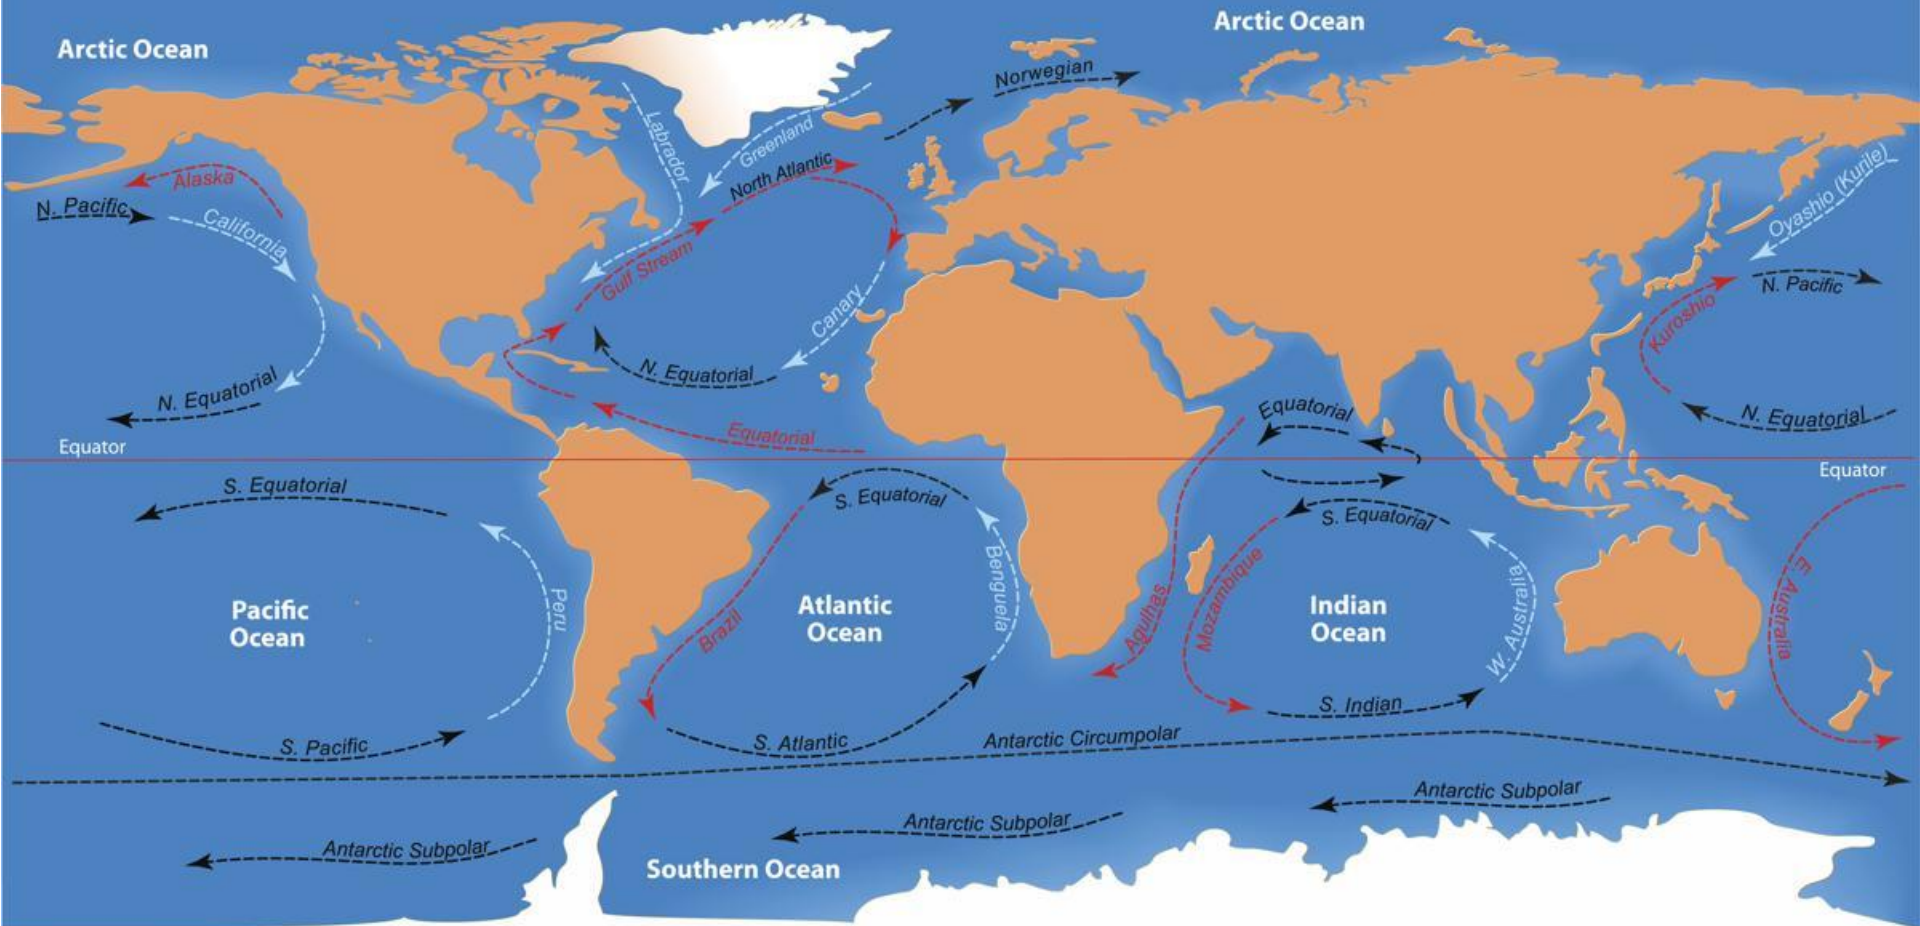 Arctic Ocean
Arctic Ocean
Norwegian
Labrador
Greenland
North Atlantic
Alaska
N. Pacific
California
Oyashio (Kurile)
Gulf Stream
Canary
N. Pacific
Kuroshio
N. Equatorial
N. Equatorial
Equatorial
N. Equatorial
Equatorial
Equator
Equator
S. Equatorial
S. Equatorial
S. Equatorial
Pacific
Ocean
Peru
Atlantic
Ocean
Brazil
Benguela
Agulhas
Mozambique
Indian
Ocean
W. Australia
E. Australia
S. Pacific
S. Atlantic
S. Indian
Antarctic Circumpolar
Antarctic Subpolar
Antarctic Subpolar
Antarctic Subpolar
Southern Ocean